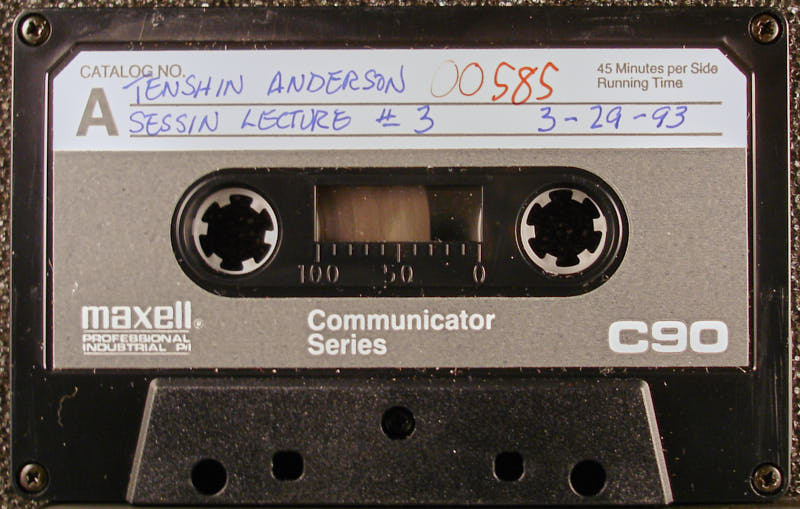 CATALOG NO. 00585 45 Minutes per Side
Running Time
A TENSHIN ANDERSON
SESSIN LECTURE # 3 3-29-93
100 50 0
maxell®
PROFESSIONAL
INDUSTRIAL P/I
Communicator
Series
C90